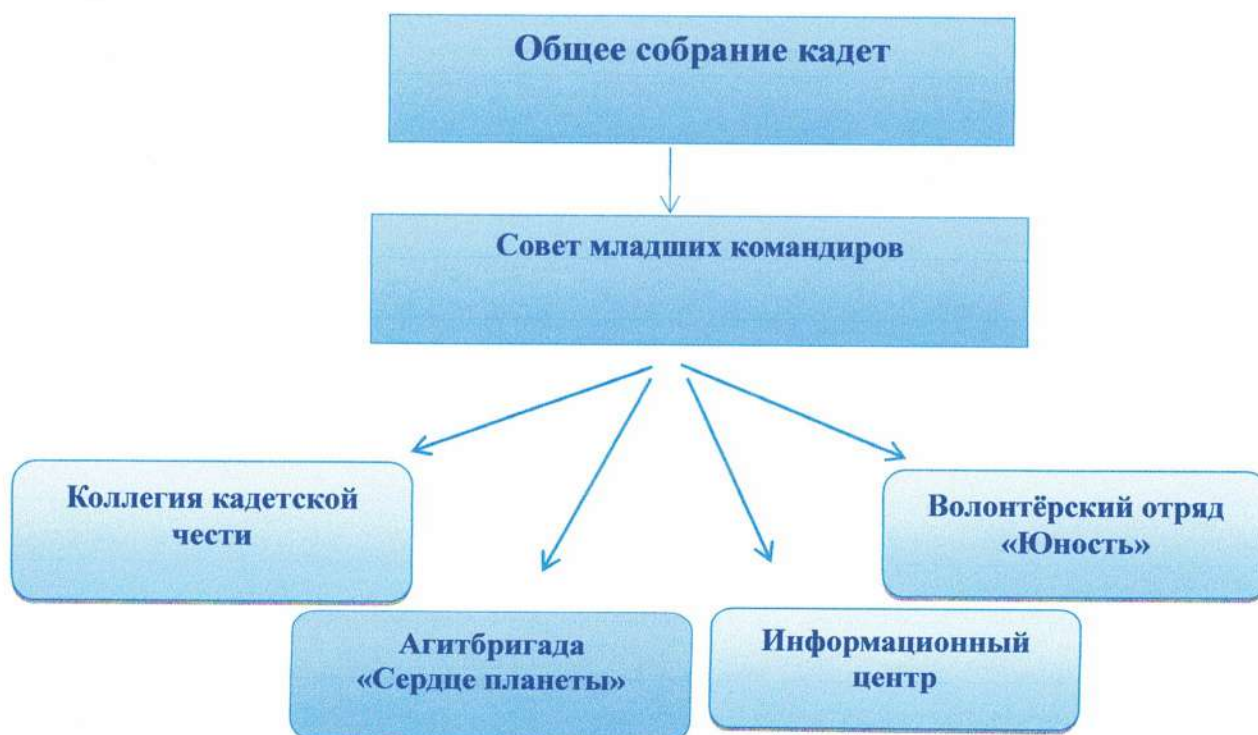 Общее собрание кадет
Совет младших командиров
Коллегия кадетской
чести
Волонтёрский отряд
«Юность»
Агитбригада
«Сердце планеты»
Информационный
центр